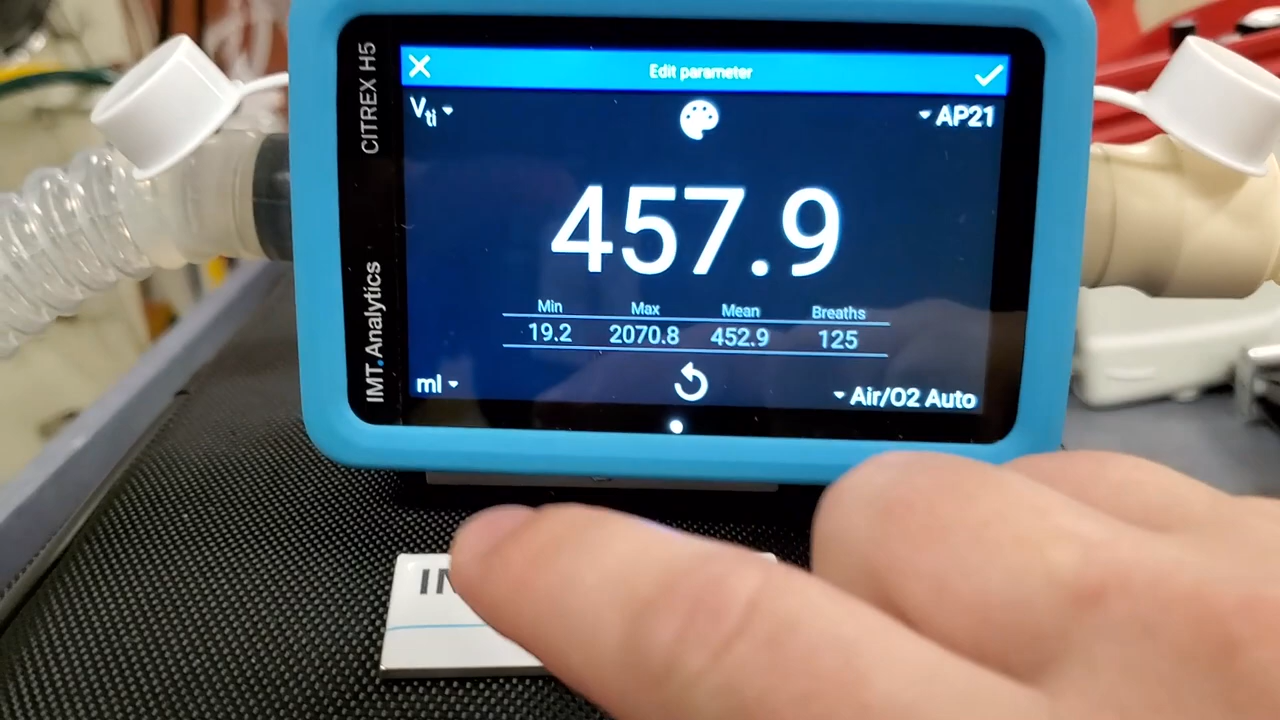 CITREX H5
IMT.Analytics
Edit parameter
Vti
AP21
457.9
Min Max Mean Breaths
19.2 2070.8 452.9 125
ml
Air/O2 Auto